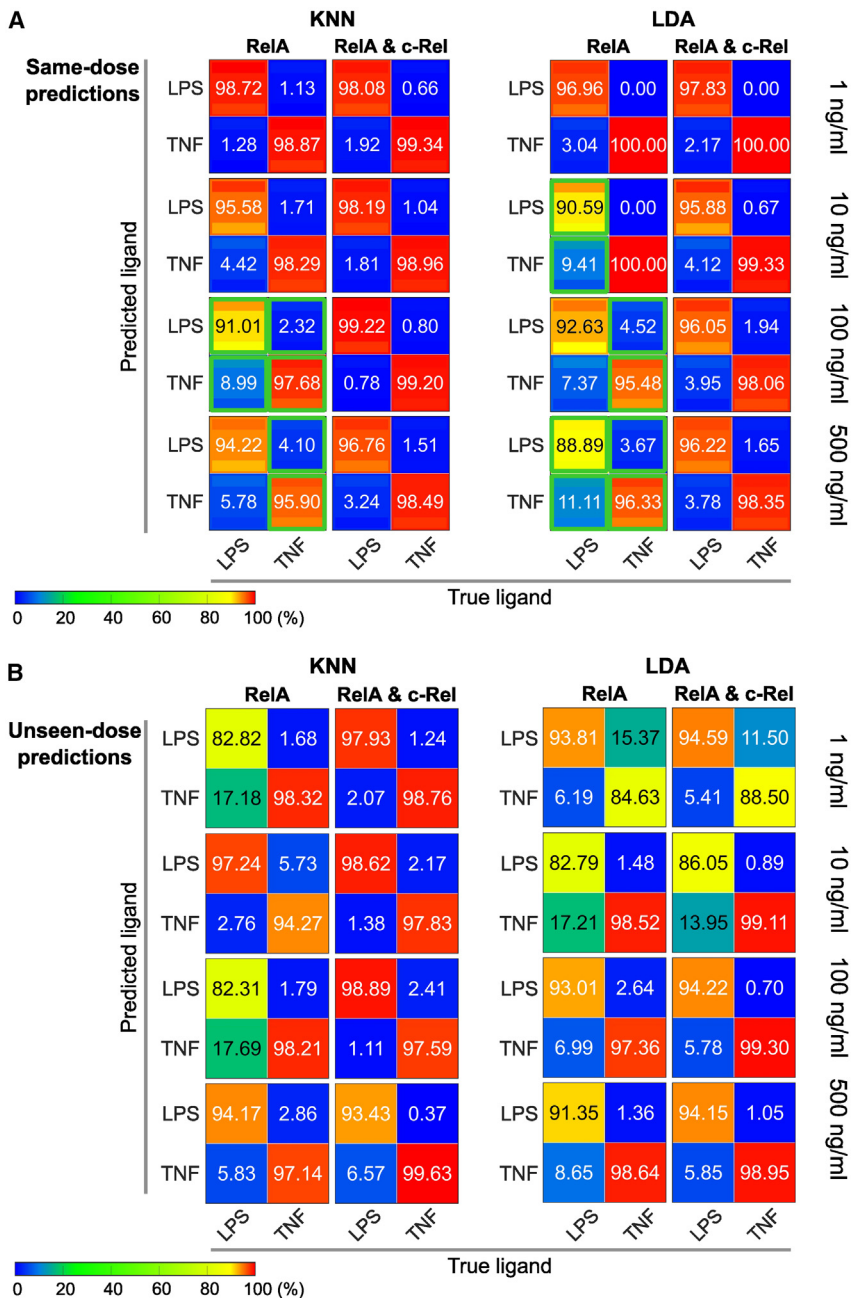 A
KNN LDA
RelA RelA & c-Rel RelA RelA & c-Rel
Same-dose
predictions
LPS 98.72 1.13 98.08 0.66 LPS 96.96 0.00 97.83 0.00
TNF 1.28 98.87 1.92 99.34 TNF 3.04 100.00 2.17 100.00
1 ng/ml
LPS 95.58 1.71 98.19 1.04 LPS 90.59 0.00 95.88 0.67
TNF 4.42 98.29 1.81 98.96 TNF 9.41 100.00 4.12 99.33
10 ng/ml
LPS 91.01 2.32 99.22 0.80 LPS 92.63 4.52 96.05 1.94
TNF 8.99 97.68 0.78 99.20 TNF 7.37 95.48 3.95 98.06
100 ng/ml
LPS 94.22 4.10 96.76 1.51 LPS 88.89 3.67 96.22 1.65
TNF 5.78 95.90 3.24 98.49 TNF 11.11 96.33 3.78 98.35
500 ng/ml
Predicted ligand
LPS TNF LPS TNF LPS TNF LPS TNF
True ligand
0 20 40 60 80 100 (%)
B
KNN LDA
RelA RelA & c-Rel RelA RelA & c-Rel
Unseen-dose
predictions
LPS 82.82 1.68 97.93 1.24 LPS 93.81 15.37 94.59 11.50
TNF 17.18 98.32 2.07 98.76 TNF 6.19 84.63 5.41 88.50
1 ng/ml
LPS 97.24 5.73 98.62 2.17 LPS 82.79 1.48 86.05 0.89
TNF 2.76 94.27 1.38 97.83 TNF 17.21 98.52 13.95 99.11
10 ng/ml
LPS 82.31 1.79 98.89 2.41 LPS 93.01 2.64 94.22 0.70
TNF 17.69 98.21 1.11 97.59 TNF 6.99 97.36 5.78 99.30
100 ng/ml
LPS 94.17 2.86 93.43 0.37 LPS 91.35 1.36 94.15 1.05
TNF 5.83 97.14 6.57 99.63 TNF 8.65 98.64 5.85 98.95
500 ng/ml
Predicted ligand
LPS TNF LPS TNF LPS TNF LPS TNF
True ligand
0 20 40 60 80 100 (%)